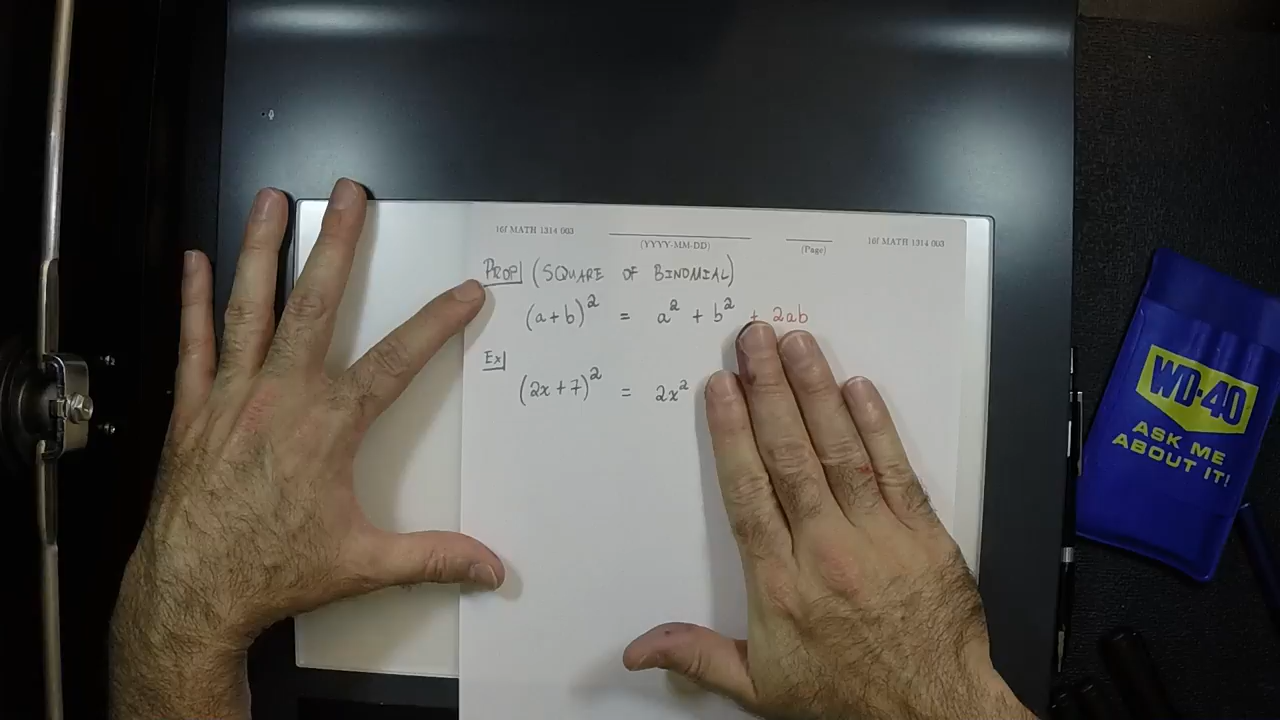 16f MATH 1314 003
(YYYY-MM-DD)
(Page)
16f MATH 1314 003
PROP (SQUARE OF BINOMIAL)
(a+b)² = a² + b² + 2ab
Ex
(2x+7)² = 2x²
WD-40
ASK ME
ABOUT IT!